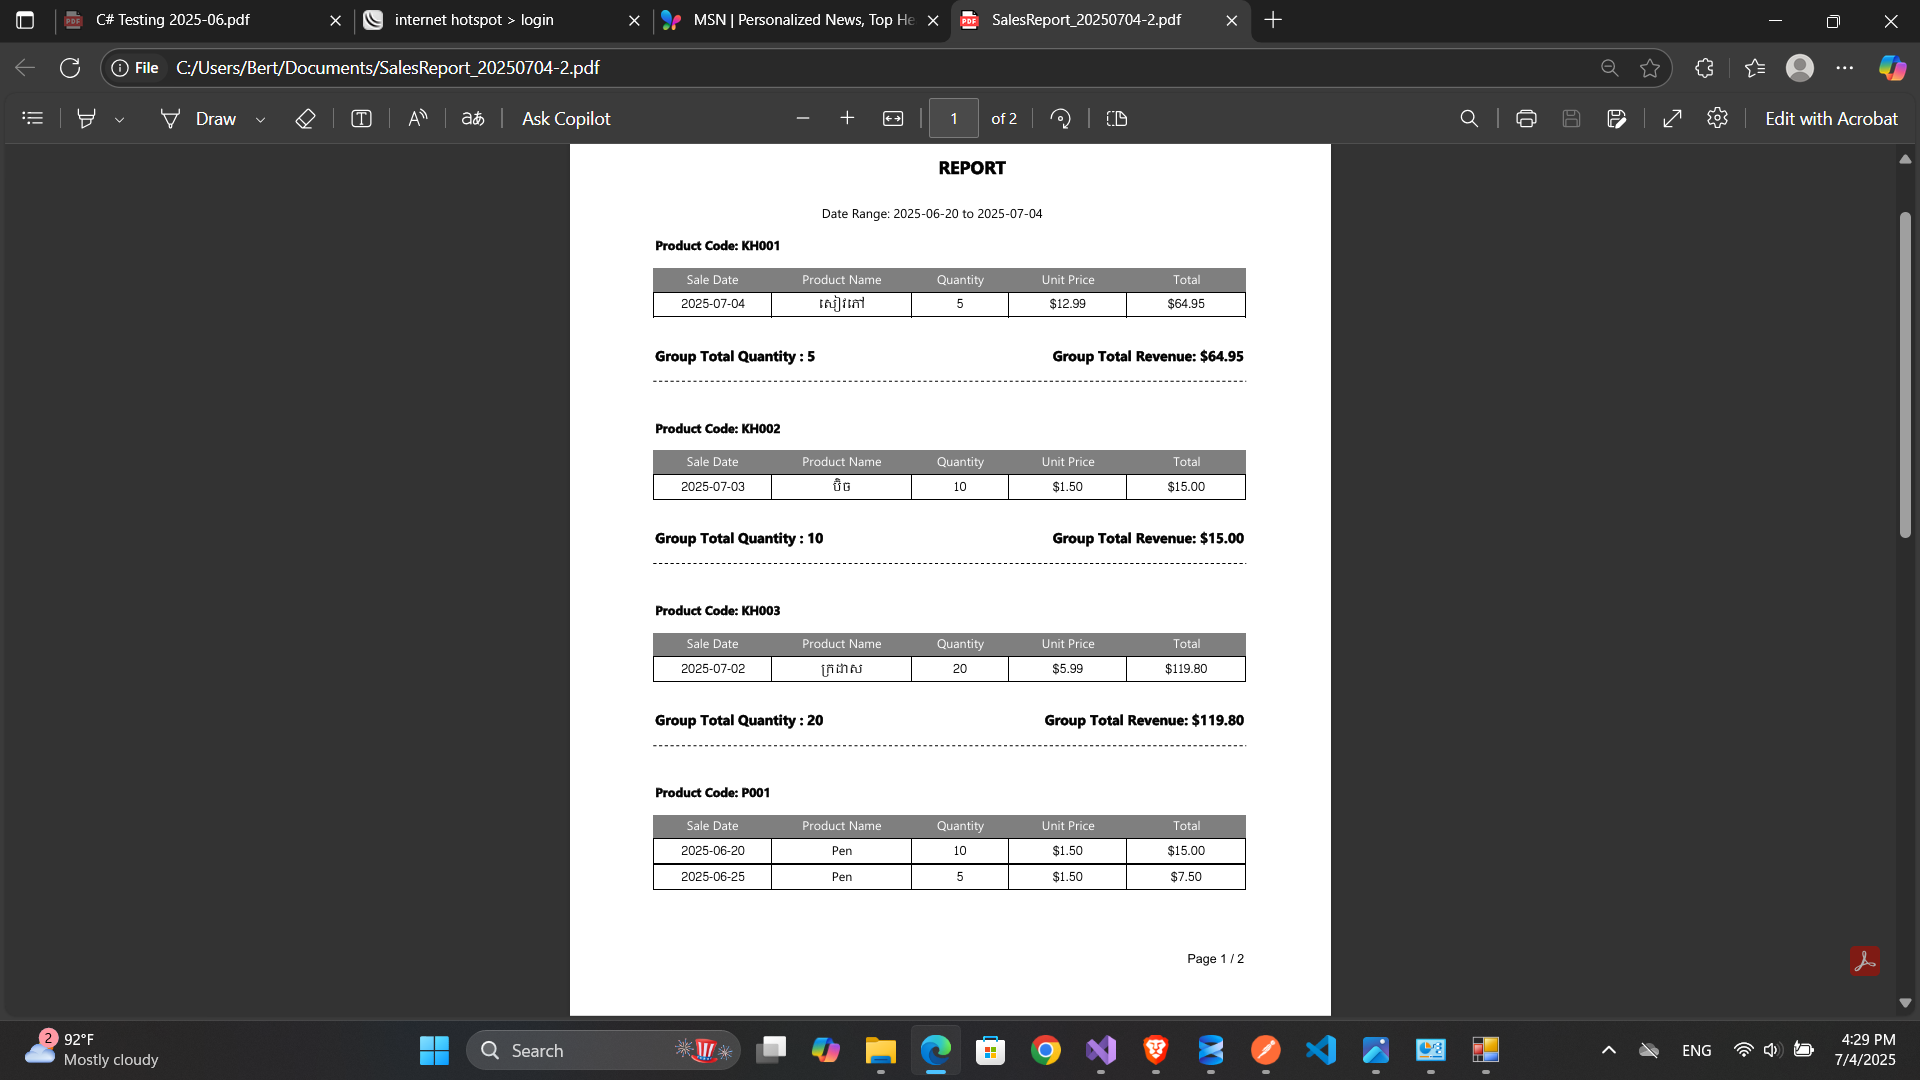 C# Testing 2025-06.pdf
internet hotspot > login
MSN | Personalized News, Top He
SalesReport_20250704-2.pdf
File C:/Users/Bert/Documents/SalesReport_20250704-2.pdf
Draw
aあ
Ask Copilot
1 of 2
Edit with Acrobat
REPORT
Date Range: 2025-06-20 to 2025-07-04
Product Code: KH001
Sale Date Product Name Quantity Unit Price Total
2025-07-04 សៀវភៅ 5 $12.99 $64.95
Group Total Quantity : 5 Group Total Revenue: $64.95
Product Code: KH002
Sale Date Product Name Quantity Unit Price Total
2025-07-03 ប៊ិច 10 $1.50 $15.00
Group Total Quantity : 10 Group Total Revenue: $15.00
Product Code: KH003
Sale Date Product Name Quantity Unit Price Total
2025-07-02 ក្រដាស 20 $5.99 $119.80
Group Total Quantity : 20 Group Total Revenue: $119.80
Product Code: P001
Sale Date Product Name Quantity Unit Price Total
2025-06-20 Pen 10 $1.50 $15.00
2025-06-25 Pen 5 $1.50 $7.50
Page 1 / 2
2 92°F
Mostly cloudy
Search
ENG
4:29 PM
7/4/2025